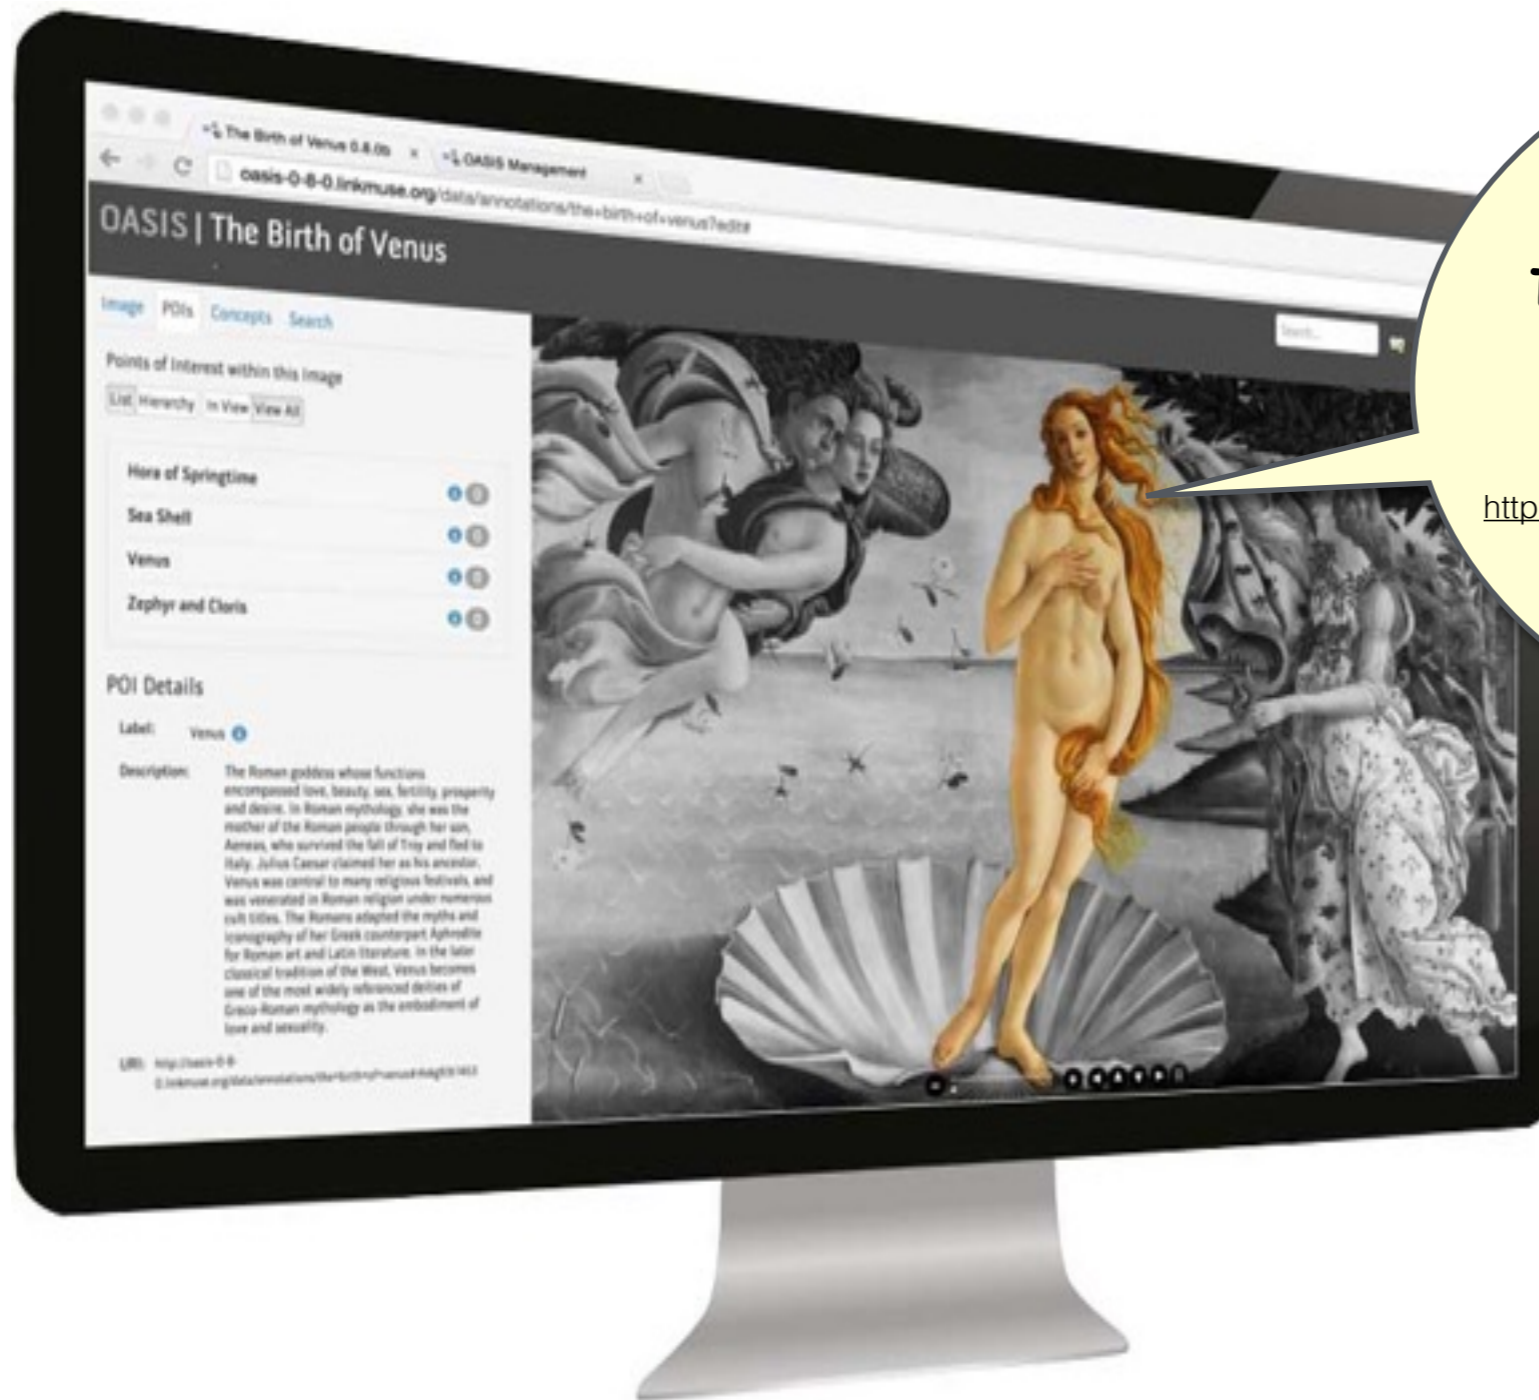 The Birth of Venus 0.8.0b x OASIS Management x
oasis-0-8-0.linkmuse.org/data/annotations/the+birth+of+venus?edit#
OASIS | The Birth of Venus
Search...
Image POIs Concepts Search
Points of Interest within this Image
List Hierarchy In View View All
Hora of Springtime
Sea Shell
Venus
Zephyr and Cloris
POI Details
Label: Venus
Description: The Roman goddess whose functions
encompassed love, beauty, sex, fertility, prosperity
and desire. In Roman mythology, she was the
mother of the Roman people through her son,
Aeneas, who survived the fall of Troy and fled to
Italy. Julius Caesar claimed her as his ancestor.
Venus was central to many religious festivals, and
was venerated in Roman religion under numerous
cult titles. The Romans adapted the myths and
iconography of her Greek counterpart Aphrodite
for Roman art and Latin literature. In the later
classical tradition of the West, Venus becomes
one of the most widely referenced deities of
Greco-Roman mythology as the embodiment of
love and sexuality.
URI: http://oasis-0-8-
http